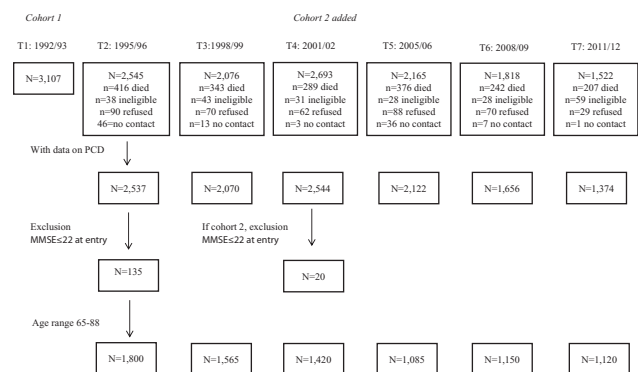 Cohort 1
Cohort 2 added
T1: 1992/93
T2: 1995/96
T3:1998/99
T4: 2001/02
T5: 2005/06
T6: 2008/09
T7: 2011/12
N=3,107
N=2,545
n=416 died
n=38 ineligible
n=90 refused
46=no contact
N=2,076
n=343 died
n=43 ineligible
n=70 refused
n=13 no contact
N=2,693
n=289 died
n=31 ineligible
n=62 refused
n=3 no contact
N=2,165
n=376 died
n=28 ineligible
n=88 refused
n=36 no contact
N=1,818
n=242 died
n=28 ineligible
n=70 refused
n=7 no contact
N=1,522
n=207 died
n=59 ineligible
n=29 refused
n=1 no contact
With data on PCD
N=2,537
N=2,070
N=2,544
N=2,122
N=1,656
N=1,374
Exclusion
MMSE≤22 at entry
If cohort 2, exclusion
MMSE≤22 at entry
N=135
N=20
Age range 65-88
N=1,800
N=1,565
N=1,420
N=1,085
N=1,150
N=1,120